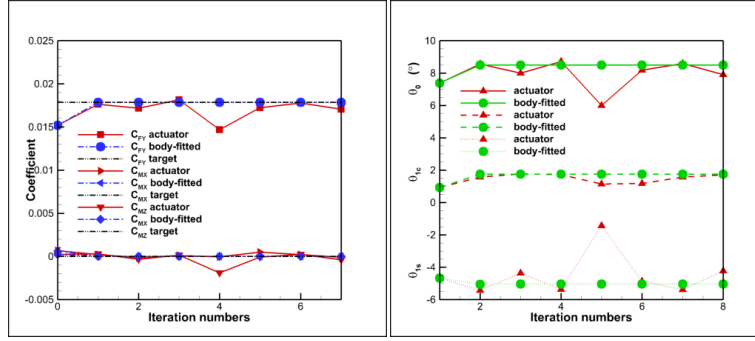 0.025
0.02
0.015
0.01
0.005
0
-0.005
Coefficient
C_FY actuator
C_FY body-fitted
C_FY target
C_MX actuator
C_MX body-fitted
C_MX target
C_MZ actuator
C_MX body-fitted
C_MZ target
0 2 4 6
Iteration numbers
10
8
6
4
2
0
-2
-4
-6
θ₀ (°)
θ₁c
θ₁s
actuator
body-fitted
actuator
body-fitted
actuator
body-fitted
2 4 6 8
Iteration numbers